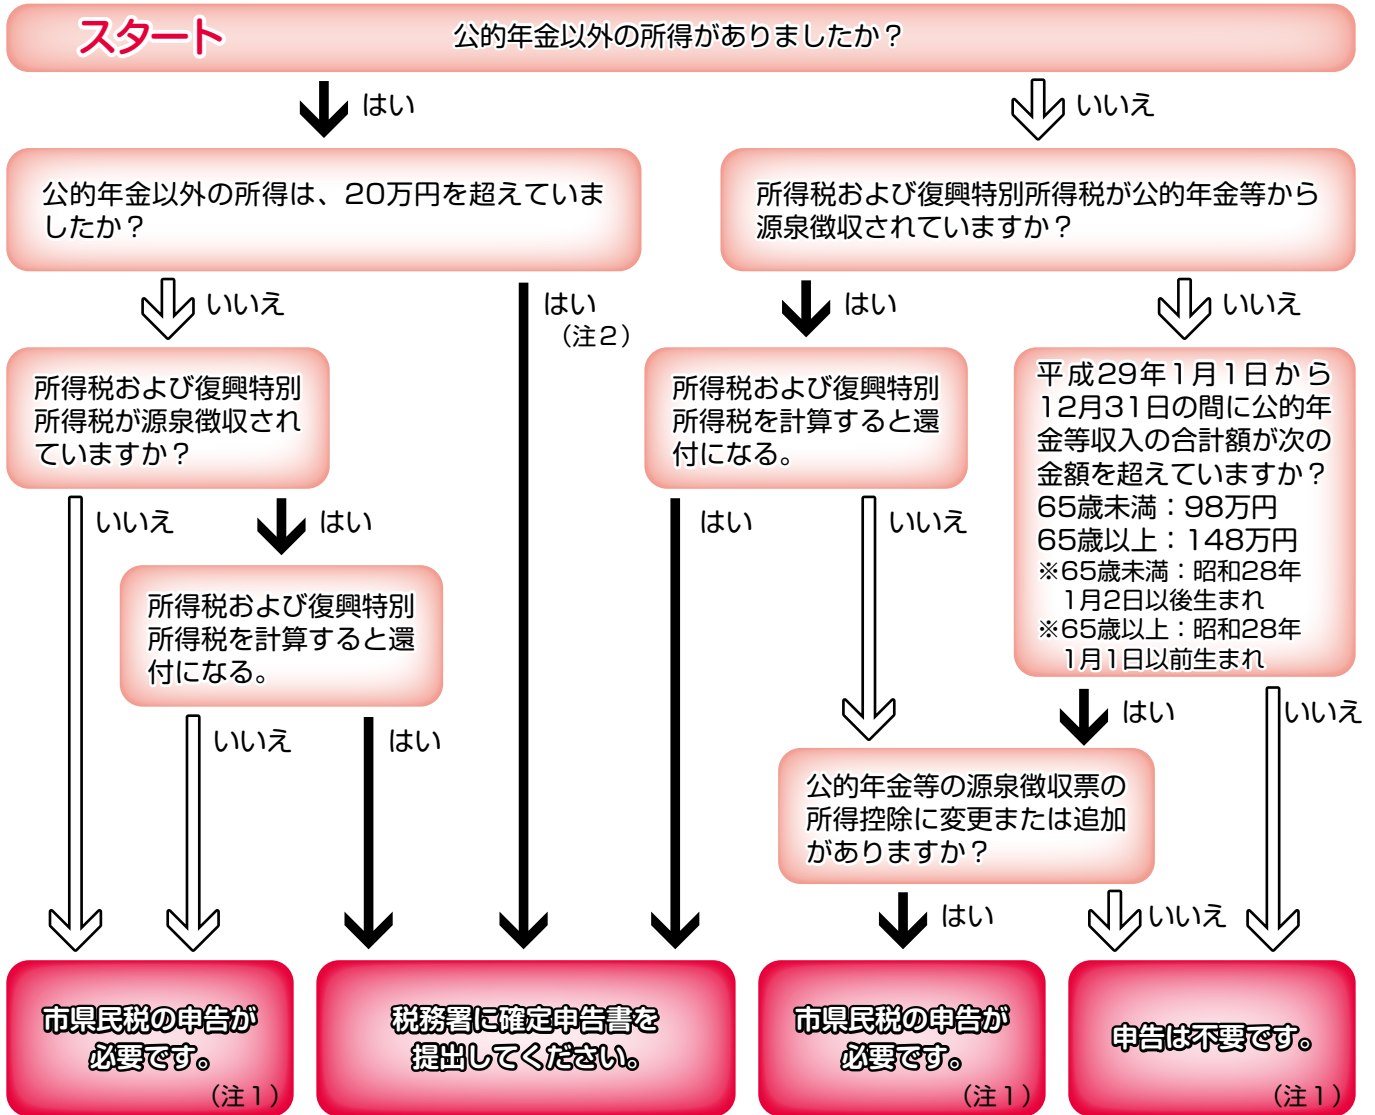 スタート
公的年金以外の所得がありましたか？
はい
いいえ
公的年金以外の所得は、20万円を超えていま
したか？
所得税および復興特別所得税が公的年金等から
源泉徴収されていますか？
いいえ
はい
（注２）
はい
いいえ
所得税および復興特別
所得税が源泉徴収され
ていますか？
所得税および復興特別
所得税を計算すると還
付になる。
平成29年1月1日から
12月31日の間に公的年
金等収入の合計額が次の
金額を超えていますか？
65歳未満：98万円
65歳以上：148万円
※65歳未満：昭和28年
1月2日以後生まれ
※65歳以上：昭和28年
1月1日以前生まれ
いいえ
はい
はい
いいえ
所得税および復興特別
所得税を計算すると還
付になる。
いいえ
はい
はい
いいえ
公的年金等の源泉徴収票の
所得控除に変更または追加
がありますか？
はい
いいえ
市県民税の申告が
必要です。
（注１）
税務署に確定申告書を
提出してください。
市県民税の申告が
必要です。
（注１）
申告は不要です。
（注１）